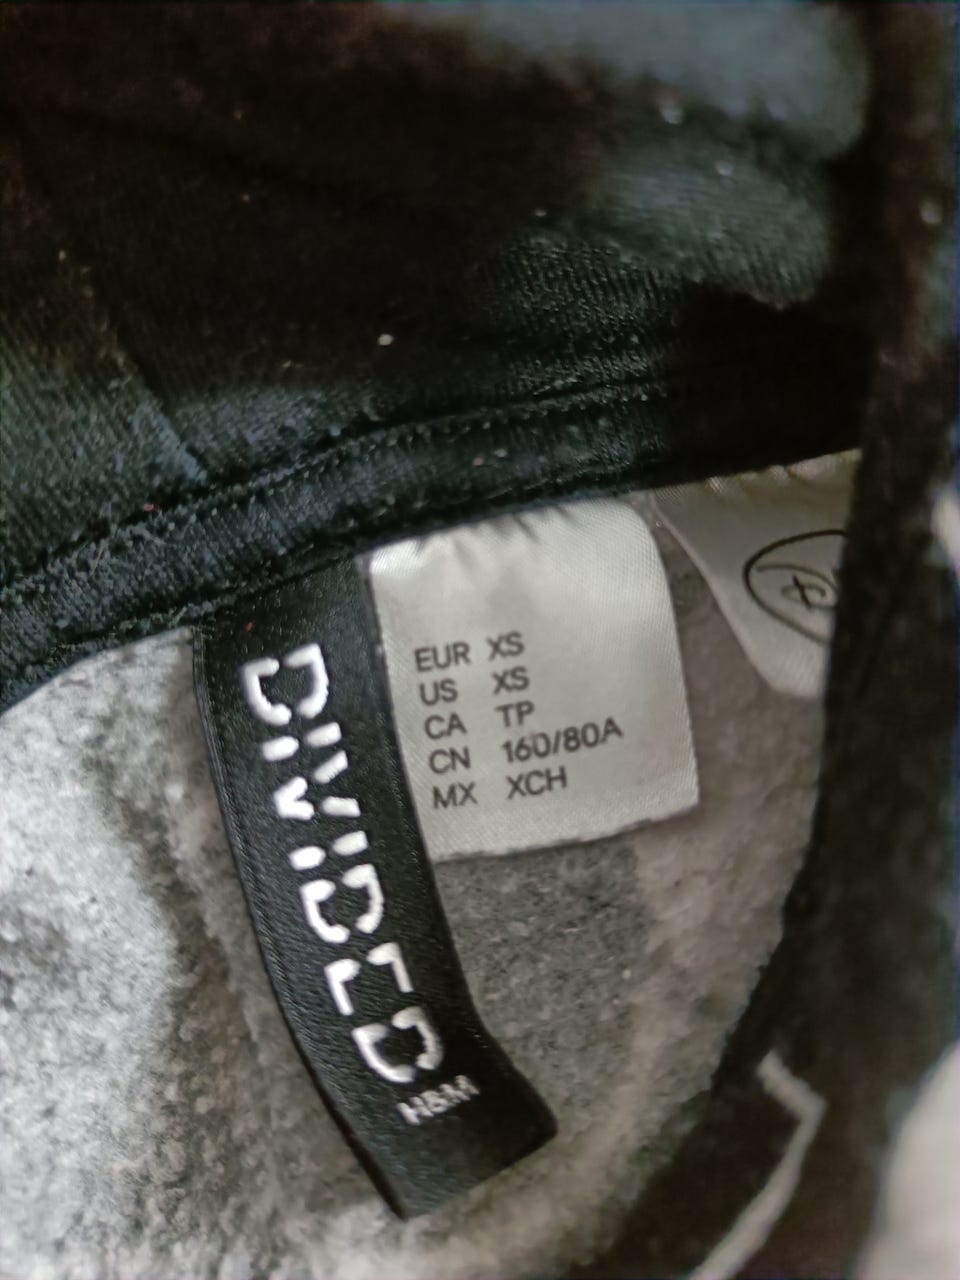 DIVIDED
H&M
EUR XS
US XS
CA TP
CN 160/80A
MX XCH